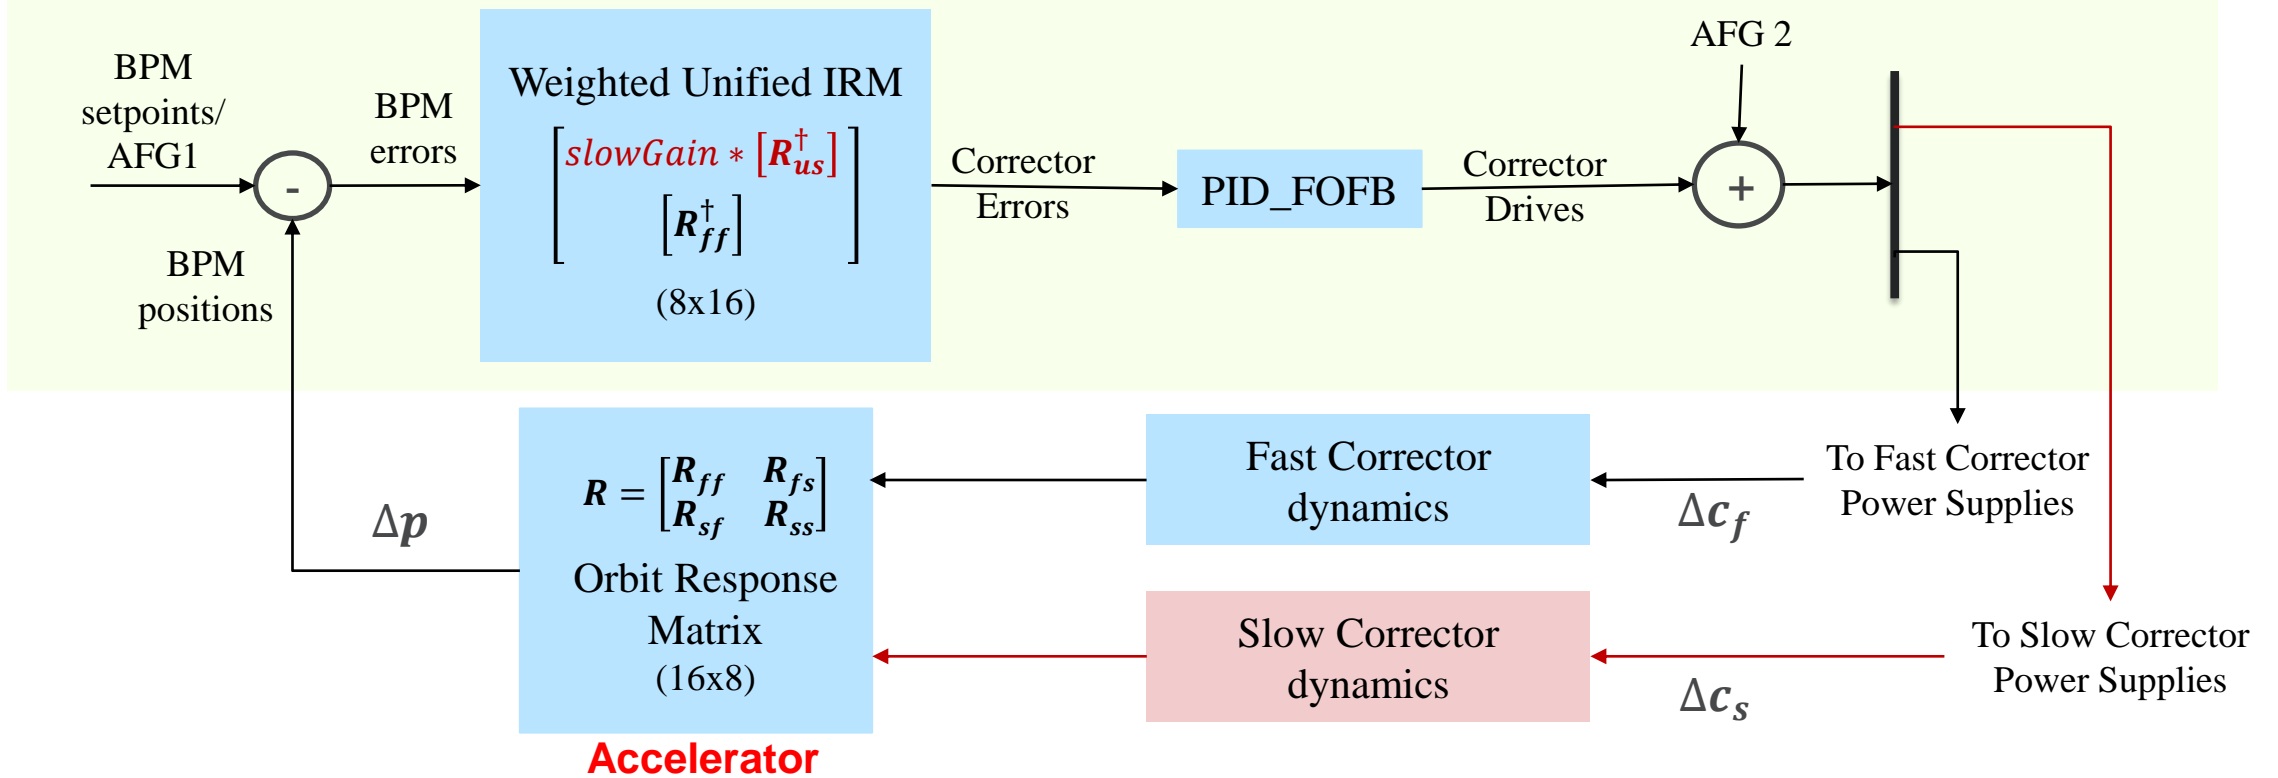 BPM
setpoints/
AFG1
-
BPM
errors
BPM
positions
Weighted Unified IRM
[slowGain ∗ [R†us]
[R†ff]]
(8x16)
Corrector
Errors
PID_FOFB
Corrector
Drives
AFG 2
+
To Fast Corrector
Power Supplies
To Slow Corrector
Power Supplies
Δcf
Δcs
Fast Corrector
dynamics
Slow Corrector
dynamics
R = [Rff Rfs
Rsf Rss]
Orbit Response
Matrix
(16x8)
Accelerator
Δp